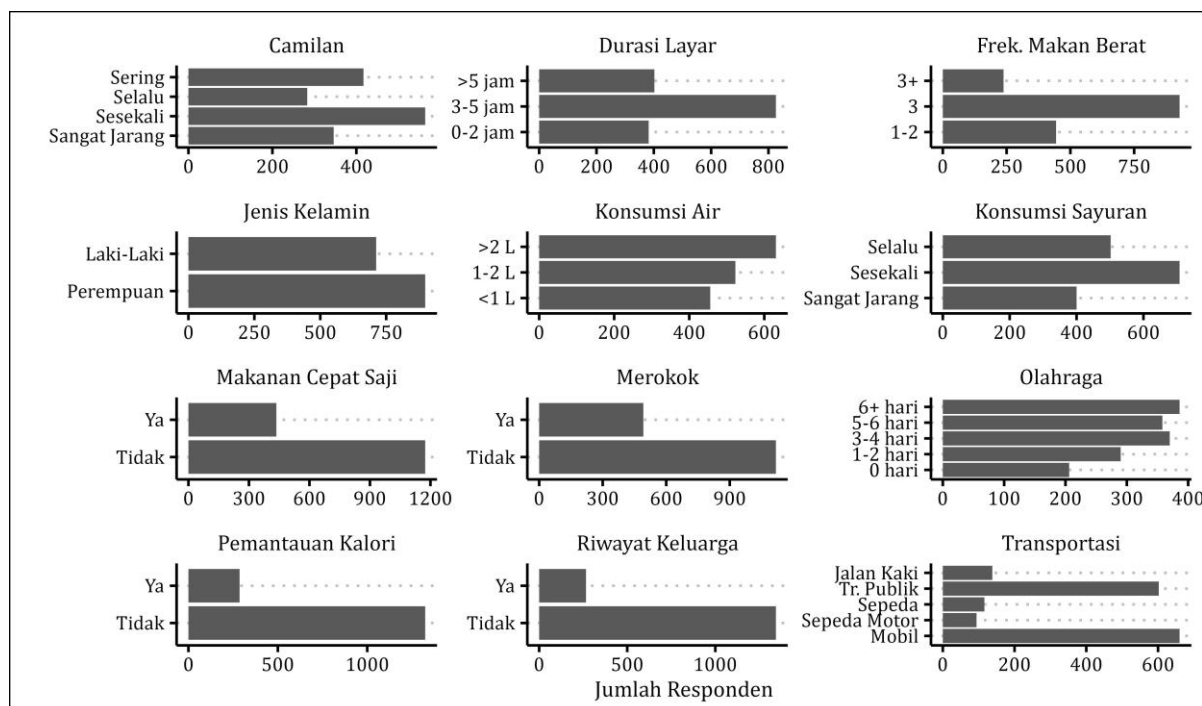 Camilan
Sering
Selalu
Sesekali
Sangat Jarang
0 200 400
Durasi Layar
>5 jam
3-5 jam
0-2 jam
0 200 400 600 800
Frek. Makan Berat
3+
3
1-2
0 250 500 750
Jenis Kelamin
Laki-Laki
Perempuan
0 250 500 750
Konsumsi Air
>2 L
1-2 L
<1 L
0 200 400 600
Konsumsi Sayuran
Selalu
Sesekali
Sangat Jarang
0 200 400 600
Makanan Cepat Saji
Ya
Tidak
0 300 600 900 1200
Merokok
Ya
Tidak
0 300 600 900
Olahraga
6+ hari
5-6 hari
3-4 hari
1-2 hari
0 hari
0 100 200 300 400
Pemantauan Kalori
Ya
Tidak
0 500 1000
Riwayat Keluarga
Ya
Tidak
0 500 1000
Transportasi
Jalan Kaki
Tr. Publik
Sepeda
Sepeda Motor
Mobil
0 200 400 600
Jumlah Responden